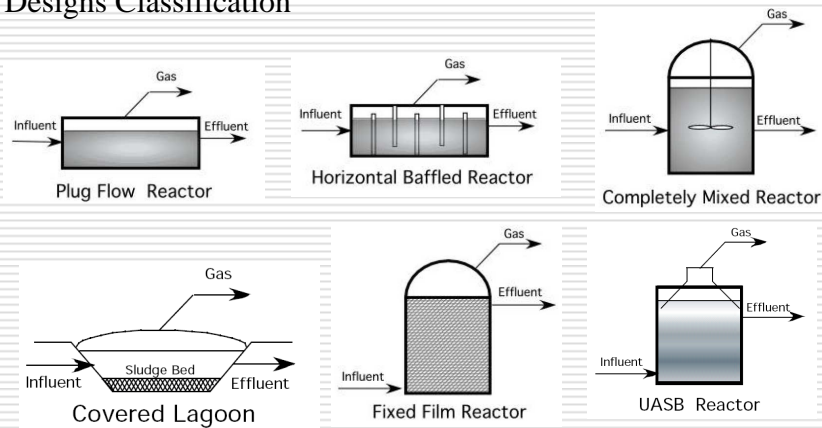 Designs Classification
Gas
Influent
Effluent
Plug Flow Reactor
Gas
Influent
Effluent
Horizontal Baffled Reactor
Gas
Influent
Effluent
Completely Mixed Reactor
Gas
Sludge Bed
Influent
Effluent
Covered Lagoon
Gas
Effluent
Influent
Fixed Film Reactor
Gas
Effluent
Influent
UASB Reactor